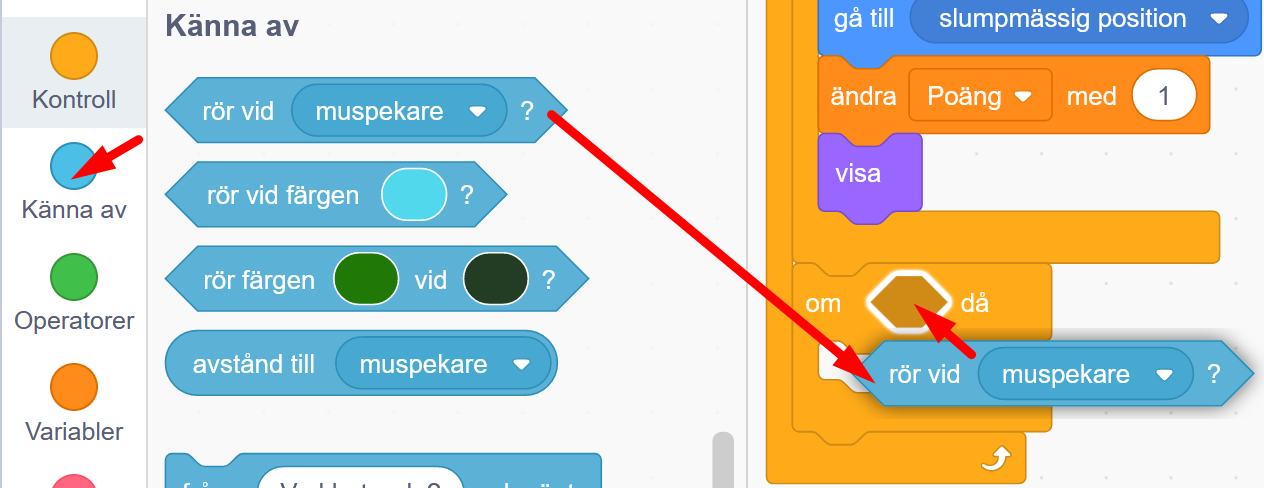 Kontroll
Känna av
Operatorer
Variabler
Känna av
rör vid muspekare ?
rör vid färgen ?
rör färgen vid ?
avstånd till muspekare
gå till slumpmässig position
ändra Poäng med 1
visa
om då
rör vid muspekare ?